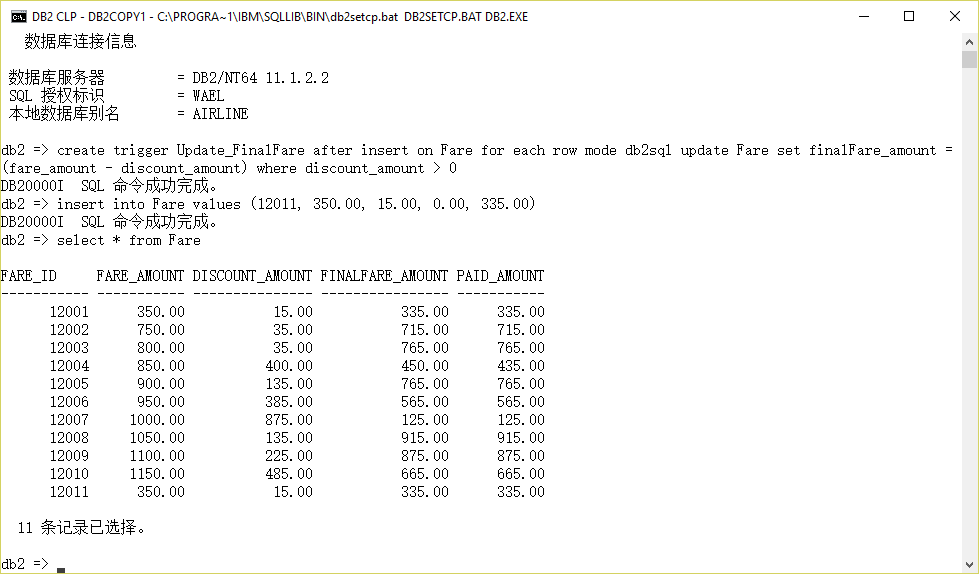 DB2 CLP - DB2COPY1 - C:\PROGRA~1\IBM\SQLLIB\BIN\db2setcp.bat DB2SETCP.BAT DB2.EXE
数据库连接信息
数据库服务器 = DB2/NT64 11.1.2.2
SQL 授权标识 = WAEL
本地数据库别名 = AIRLINE
db2 => create trigger Update_FinalFare after insert on Fare for each row mode db2sql update Fare set finalFare_amount =
(fare_amount - discount_amount) where discount_amount > 0
DB20000I SQL 命令成功完成。
db2 => insert into Fare values (12011, 350.00, 15.00, 0.00, 335.00)
DB20000I SQL 命令成功完成。
db2 => select * from Fare
FARE_ID FARE_AMOUNT DISCOUNT_AMOUNT FINALFARE_AMOUNT PAID_AMOUNT
----------- ----------- --------------- ---------------- -----------
12001 350.00 15.00 335.00 335.00
12002 750.00 35.00 715.00 715.00
12003 800.00 35.00 765.00 765.00
12004 850.00 400.00 450.00 435.00
12005 900.00 135.00 765.00 765.00
12006 950.00 385.00 565.00 565.00
12007 1000.00 875.00 125.00 125.00
12008 1050.00 135.00 915.00 915.00
12009 1100.00 225.00 875.00 875.00
12010 1150.00 485.00 665.00 665.00
12011 350.00 15.00 335.00 335.00
11 条记录已选择。
db2 =>